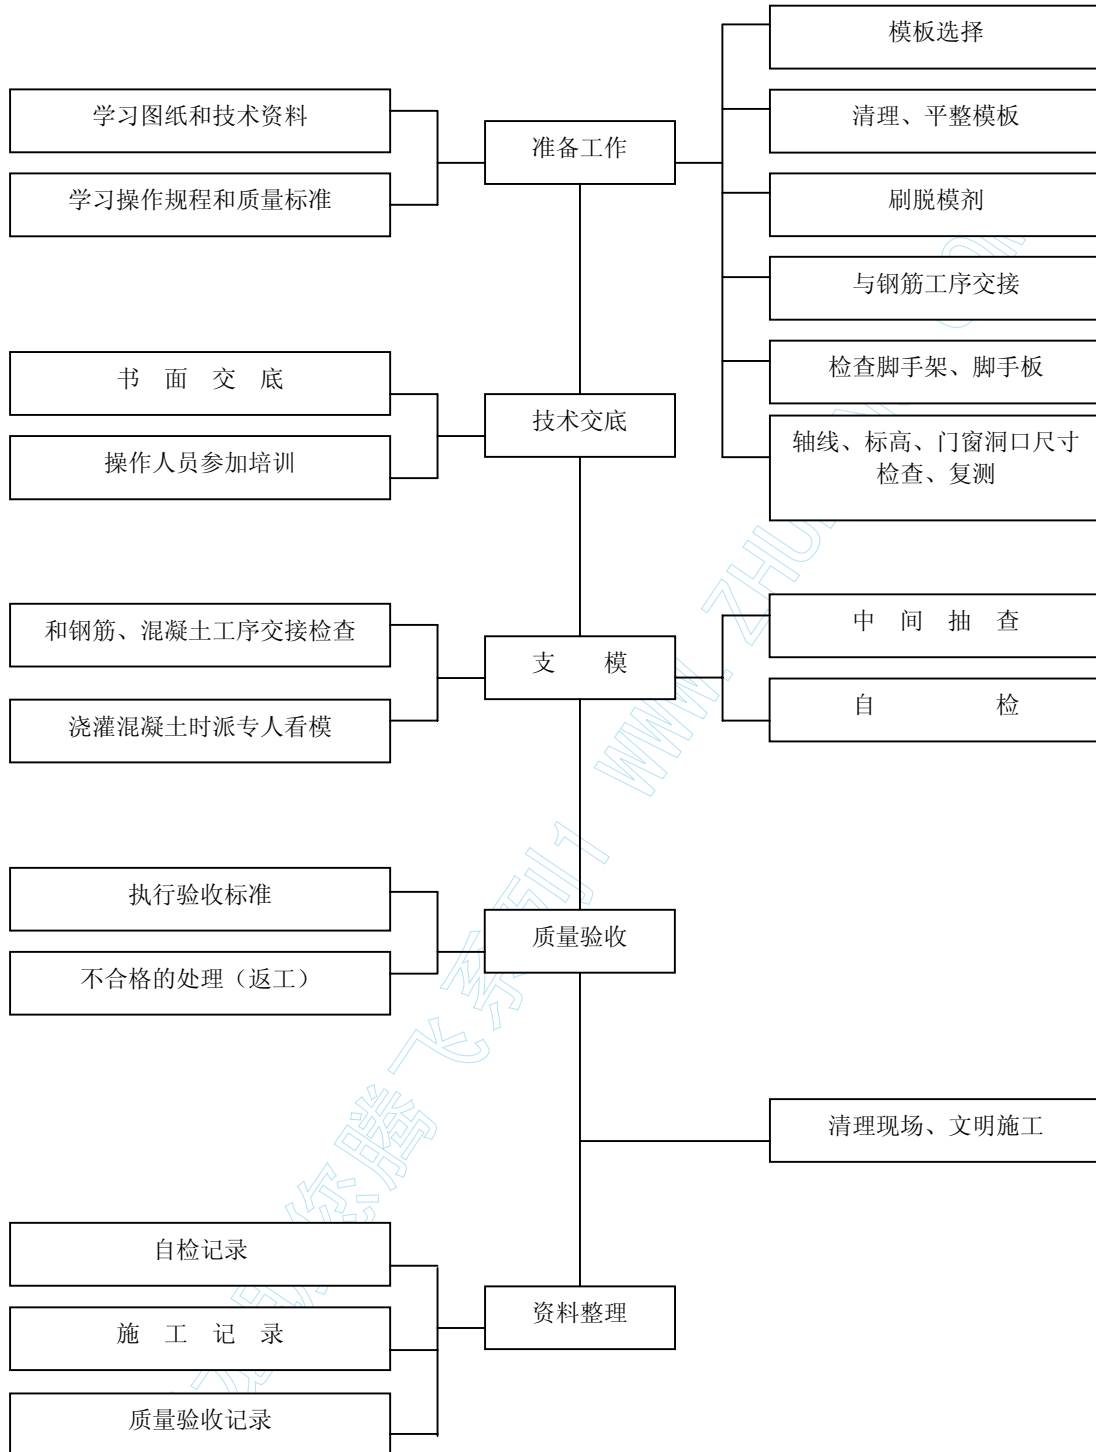 模板选择
学习图纸和技术资料
清理、平整模板
准备工作
学习操作规程和质量标准
刷脱模剂
与钢筋工序交接
检查脚手架、脚手板
书 面 交 底
技术交底
轴线、标高、门窗洞口尺寸
检查、复测
操作人员参加培训
中 间 抽 查
和钢筋、混凝土工序交接检查
支 模
自 检
浇灌混凝土时派专人看模
执行验收标准
质量验收
不合格的处理（返工）
清理现场、文明施工
自检记录
资料整理
施 工 记 录
质量验收记录